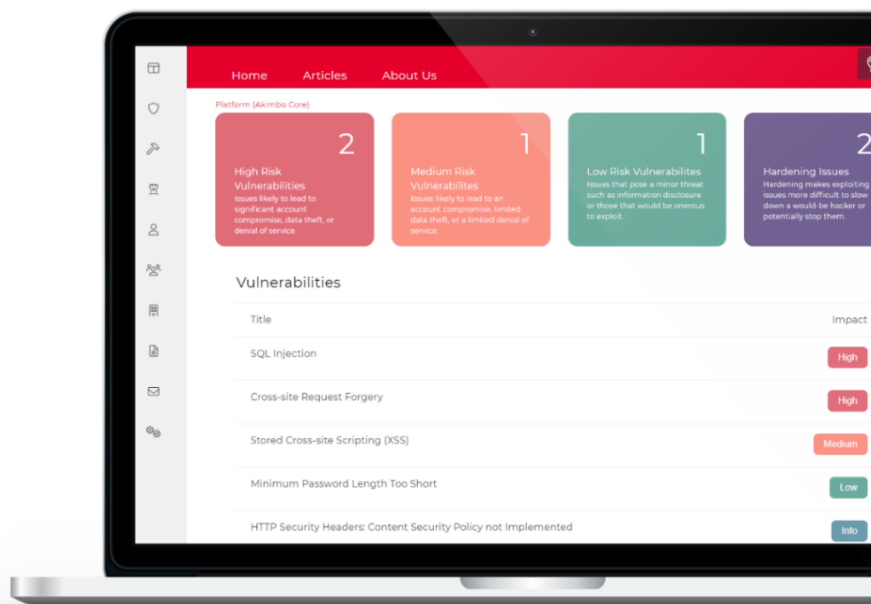 Home Articles About Us
Platform (Akimbo Core)
2
High Risk
Vulnerabilities
Issues likely to lead to
significant account
compromise, data theft, or
denial of service.
1
Medium Risk
Vulnerabilites
Issues likely to lead to an
account compromise, limited
data theft, or a limited denial of
service.
1
Low Risk Vulnerabilites
Issues that pose a minor threat
such as information disclosure
or those that would be onerous
to exploit.
2
Hardening Issues
Hardening makes exploiting
issues more difficult to slow
down a would-be hacker or
potentially stop them.
Vulnerabilities
Title Impact
SQL Injection High
Cross-site Request Forgery High
Stored Cross-site Scripting (XSS) Medium
Minimum Password Length Too Short Low
HTTP Security Headers: Content Security Policy not Implemented Info